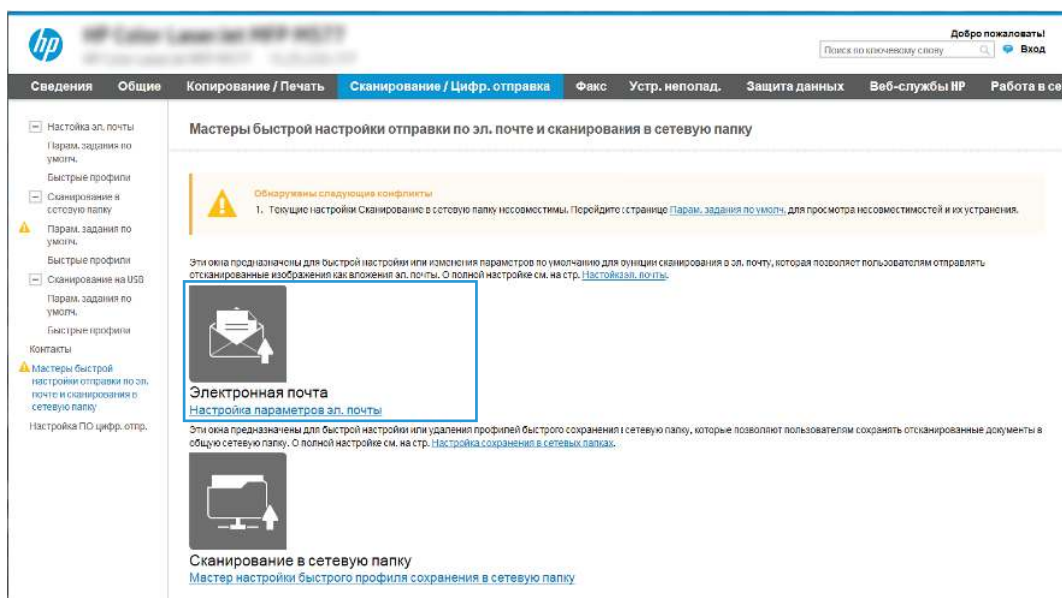 hp
Добро пожаловать!
Поиск по ключевому слову
Вход
Сведения Общие Копирование / Печать Сканирование / Цифр. отправка Факс Устр. неполад. Защита данных Веб-службы HP Работа в се
Настойка эл. почты
Парам. задания по
умолч.
Быстрые профили
Сканирование в
сетевую папку
Парам. задания по
умолч.
Быстрые профили
Сканирование на USB
Парам. задания по
умолч.
Быстрые профили
Контакты
Мастеры быстрой
настройки отправки по эл.
почте и сканирования в
сетевую папку
Настройка ПО цифр. отпр.
Мастеры быстрой настройки отправки по эл. почте и сканирования в сетевую папку
Обнаружены следующие конфликты
1. Текущие настройки Сканирование в сетевую папку несовместимы. Перейдите : странице Парам. задания по умолч. для просмотра несовместимостей и их устранения.
Эти окна предназначены для быстрой настройки или изменения параметров по умолчанию для функции сканирования в эл. почту, которая позволяет пользователям отправлять
отсканированные изображения как вложения эл. почты. О полной настройке см. на стр. Настойка эл. почты.
Электронная почта
Настройка параметров эл. почты
Эти окна предназначены для быстрой настройки или удаления профилей быстрого сохранения в сетевую папку, которые позволяют пользователям сохранять отсканированные документы в
общую сетевую папку. О полной настройке см. на стр. Настройка сохранения в сетевых папках.
Сканирование в сетевую папку
Мастер настройки быстрого профиля сохранения в сетевую папку